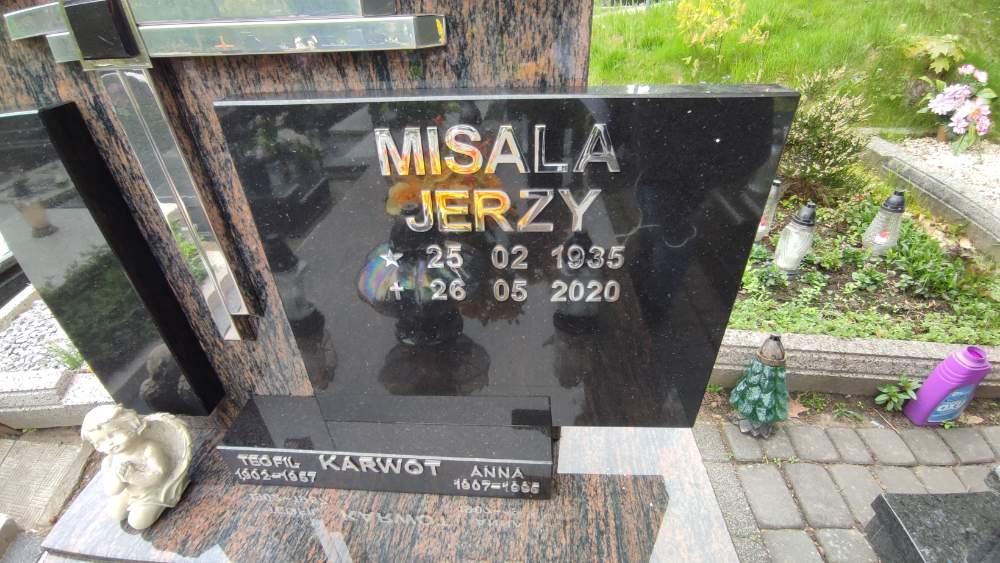 MISALA
JERZY
★ 25 02 1935
+ 26 05 2020
TEOFIL
KARWOT
ANNA